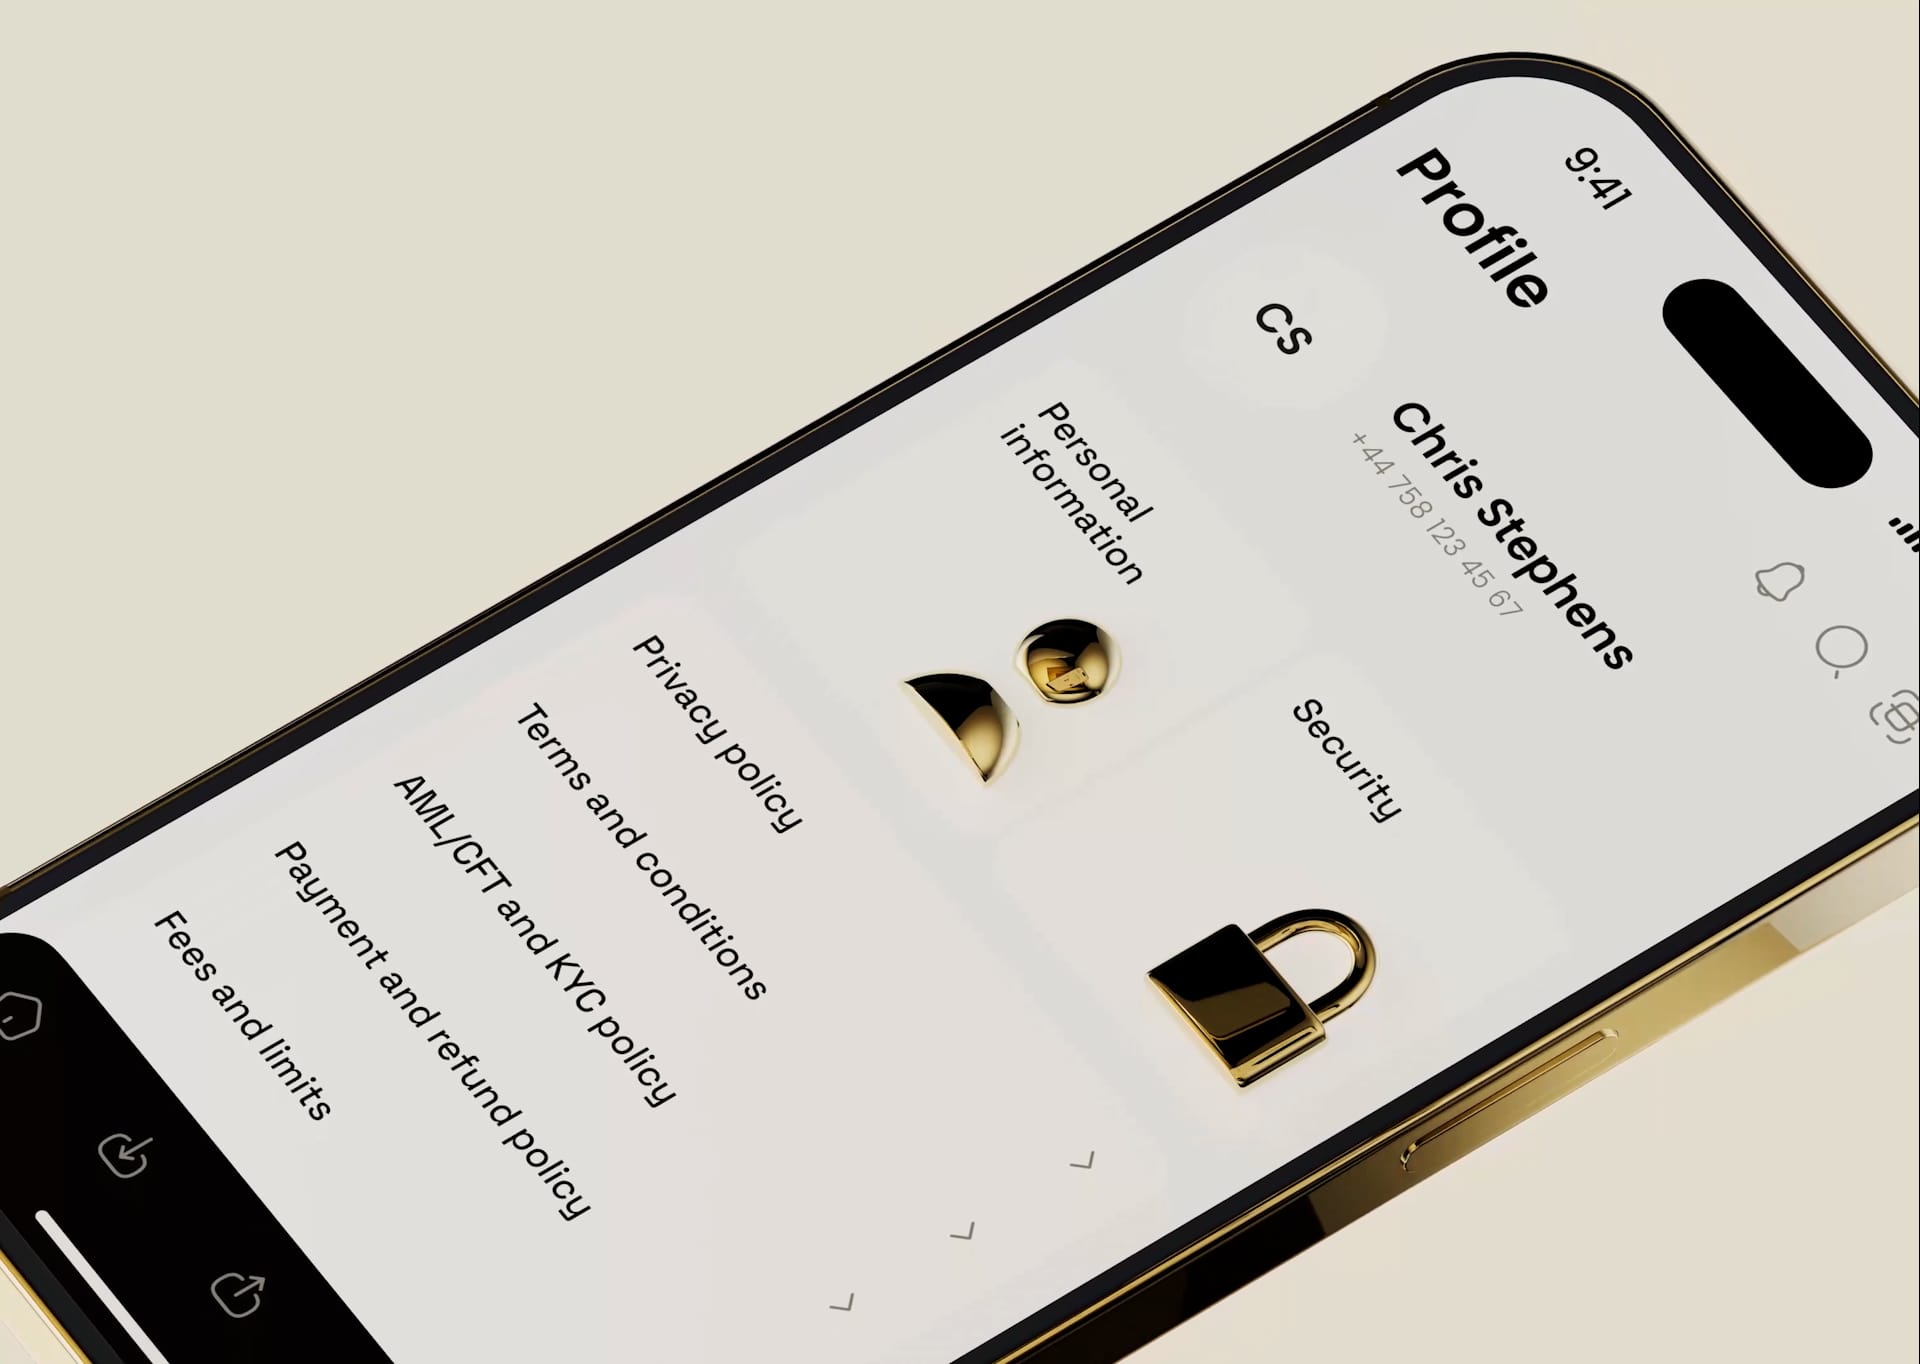 9:41
Profile
CS
Chris Stephens
+44 758 123 45 67
Personal
information
Security
Privacy policy
Terms and conditions
AML/CFT and KYC policy
Payment and refund policy
Fees and limits